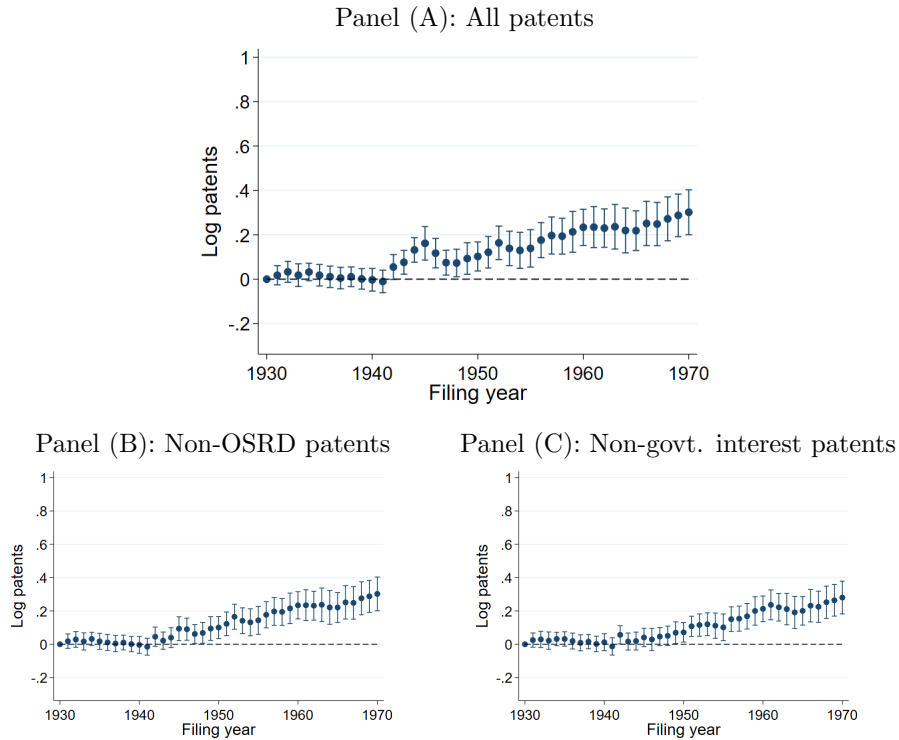 Panel (A): All patents
1
.8
.6
.4
.2
0
-.2
Log patents
1930 1940 1950 1960 1970
Filing year
Panel (B): Non-OSRD patents
1
.8
.6
.4
.2
0
-.2
Log patents
1930 1940 1950 1960 1970
Filing year
Panel (C): Non-govt. interest patents
1
.8
.6
.4
.2
0
-.2
Log patents
1930 1940 1950 1960 1970
Filing year